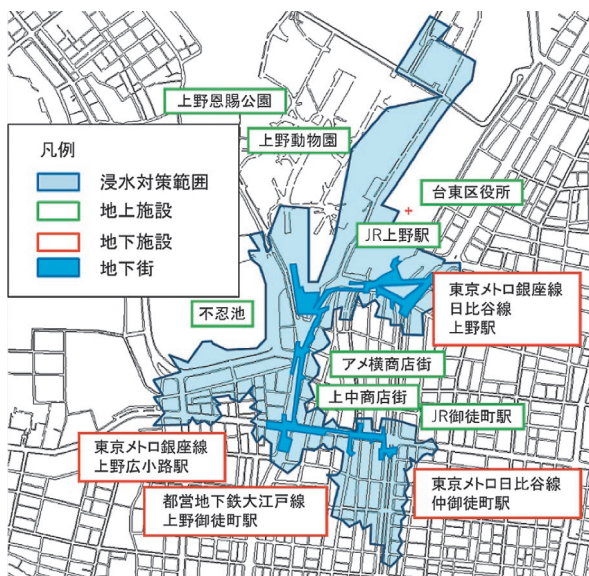 上野恩賜公園
上野動物園
凡例
浸水対策範囲
地上施設
地下施設
地下街
台東区役所
JR上野駅
東京メトロ銀座線
日比谷線
上野駅
不忍池
アメ横商店街
上中商店街
JR御徒町駅
東京メトロ銀座線
上野広小路駅
都営地下鉄大江戸線
上野御徒町駅
東京メトロ日比谷線
仲御徒町駅